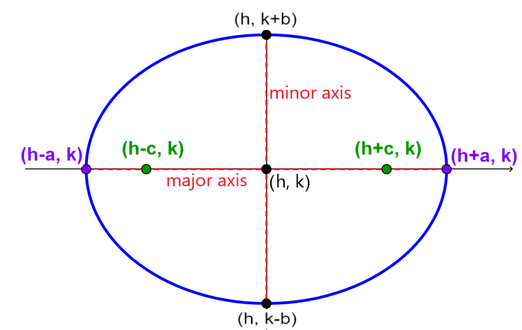 (h, k+b)
minor axis
(h-a, k)
(h-c, k)
(h+c, k)
(h+a, k)
major axis
(h, k)
(h, k-b)